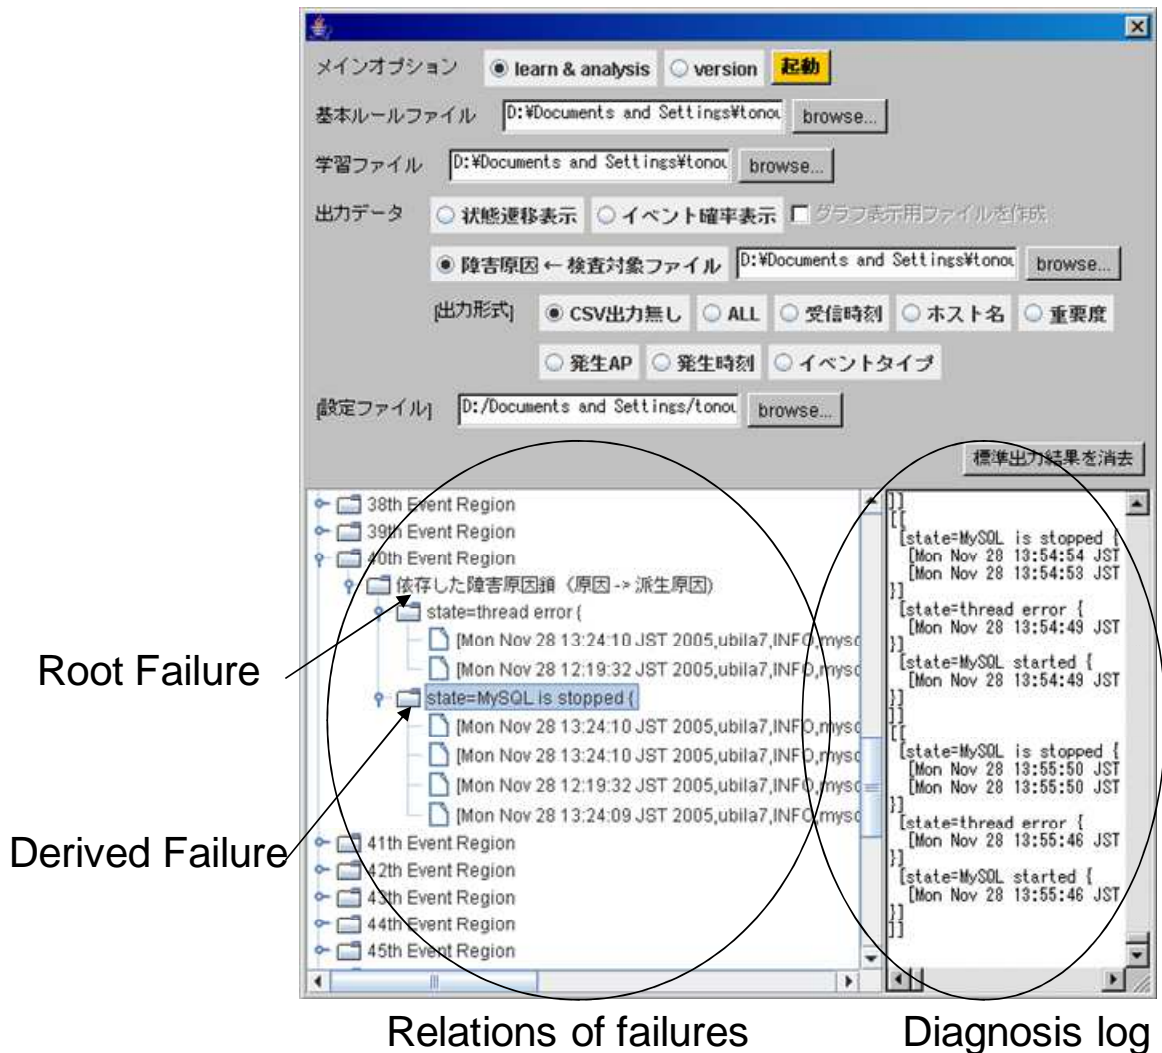 メインオプション learn & analysis version 起動
基本ルールファイル D:¥Documents and Settings¥tonou browse...
学習ファイル D:¥Documents and Settings¥tonou browse...
出力データ 状態遷移表示 イベント確率表示 グラフ表示用ファイルを作成
障害原因 ← 検査対象ファイル D:¥Documents and Settings¥tonou browse...
[出力形式] CSV出力無し ALL 受信時刻 ホスト名 重要度
発生AP 発生時刻 イベントタイプ
[設定ファイル] D:/Documents and Settings/tonou browse...
標準出力結果を消去
38th Event Region
39th Event Region
40th Event Region
依存した障害原因鎖（原因 -> 派生原因)
state=thread error {
[Mon Nov 28 13:24:10 JST 2005,ubila7,INFO,mysq
[Mon Nov 28 12:19:32 JST 2005,ubila7,INFO,mysq
state=MySQL is stopped {
[Mon Nov 28 13:24:10 JST 2005,ubila7,INFO,mysq
[Mon Nov 28 13:24:10 JST 2005,ubila7,INFO,mysq
[Mon Nov 28 12:19:32 JST 2005,ubila7,INFO,mysq
[Mon Nov 28 13:24:09 JST 2005,ubila7,INFO,mysq
41th Event Region
42th Event Region
43th Event Region
44th Event Region
45th Event Region
]]
[[
[state=MySQL is stopped {
[Mon Nov 28 13:54:54 JST
[Mon Nov 28 13:54:53 JST
}]
[state=thread error {
[Mon Nov 28 13:54:49 JST
}]
[state=MySQL started {
[Mon Nov 28 13:54:49 JST
}]
]]
[[
[state=MySQL is stopped {
[Mon Nov 28 13:55:50 JST
[Mon Nov 28 13:55:50 JST
}]
[state=thread error {
[Mon Nov 28 13:55:46 JST
}]
[state=MySQL started {
[Mon Nov 28 13:55:46 JST
}]
]]
Root Failure
Derived Failure
Relations of failures
Diagnosis log